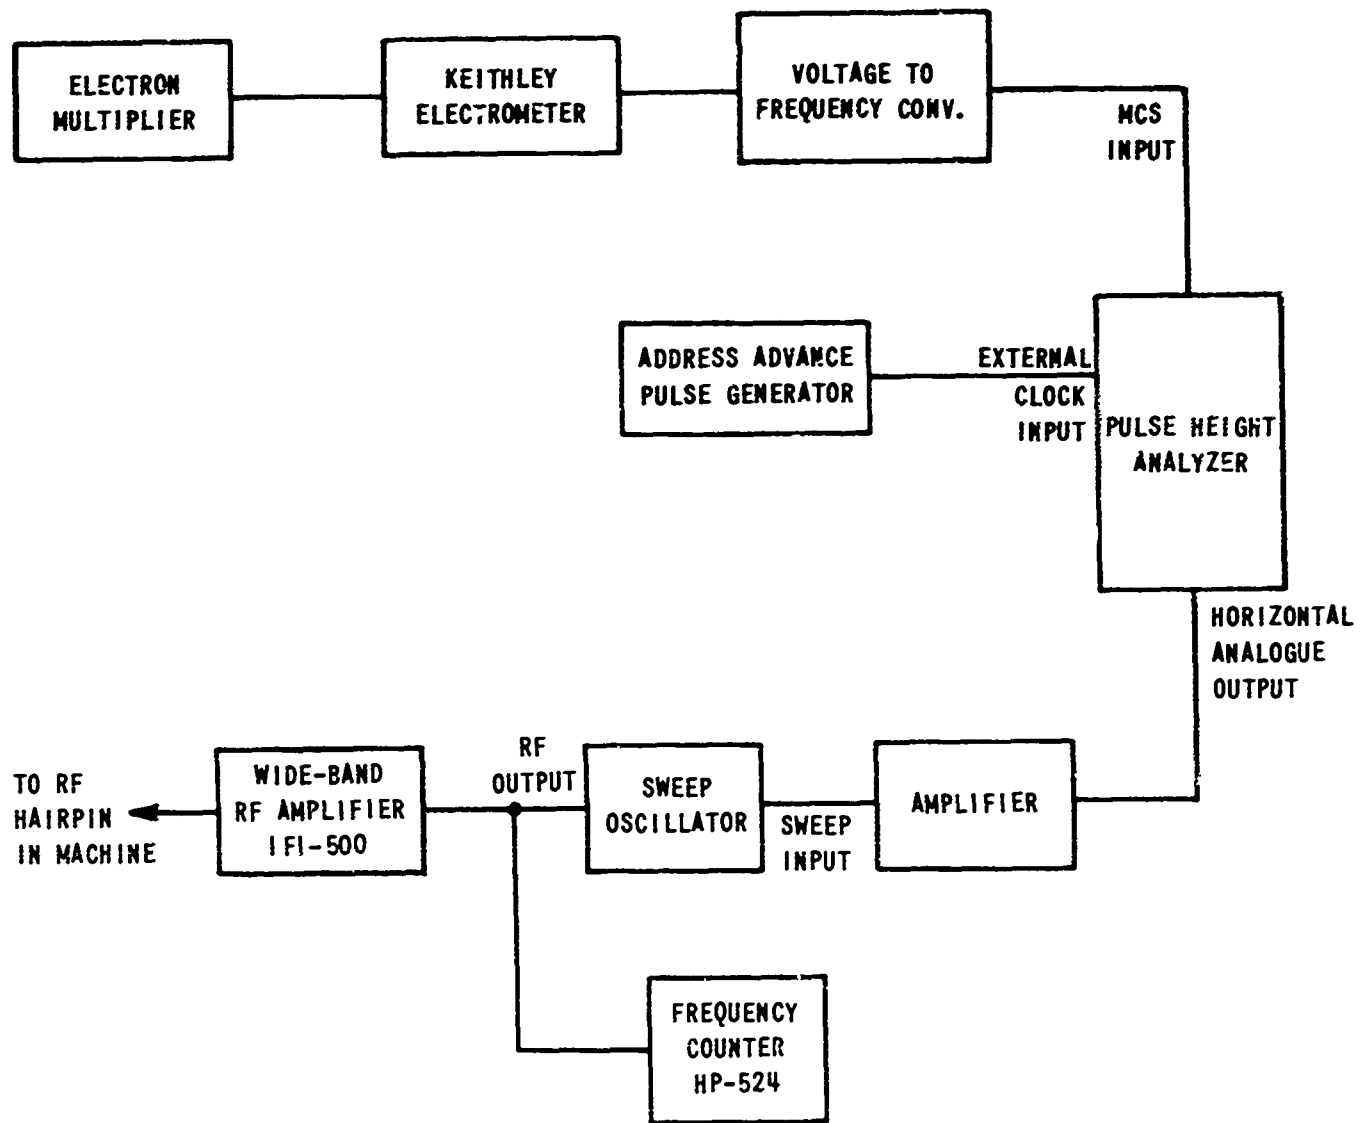 ELECTRON
MULTIPLIER
KEITHLEY
ELECTROMETER
VOLTAGE TO
FREQUENCY CONV.
MCS
INPUT
ADDRESS ADVANCE
PULSE GENERATOR
EXTERNAL
CLOCK
INPUT
PULSE HEIGHT
ANALYZER
HORIZONTAL
ANALOGUE
OUTPUT
TO RF
HAIRPIN
IN MACHINE
WIDE-BAND
RF AMPLIFIER
IFI-500
RF
OUTPUT
SWEEP
OSCILLATOR
SWEEP
INPUT
AMPLIFIER
FREQUENCY
COUNTER
HP-524